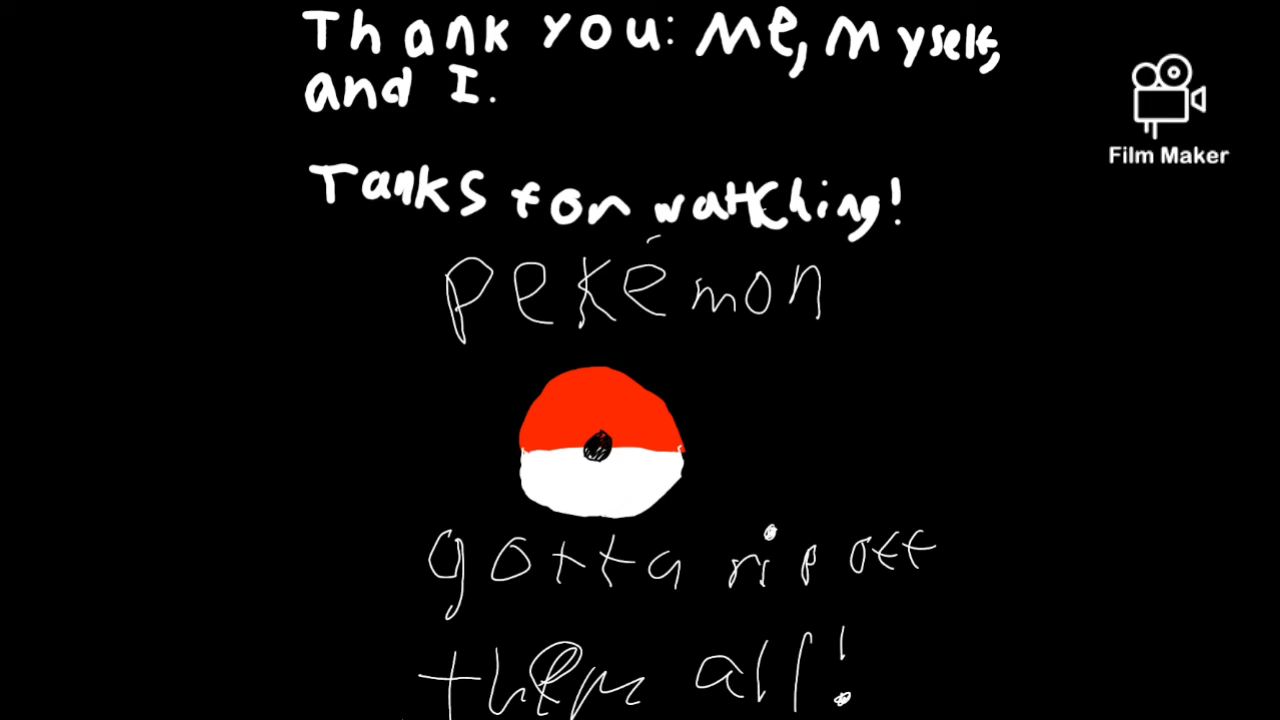 Thank you: Me, Myself,
and I.
Film Maker
Tanks for watching!
pekémon
gotta rip off
them all!